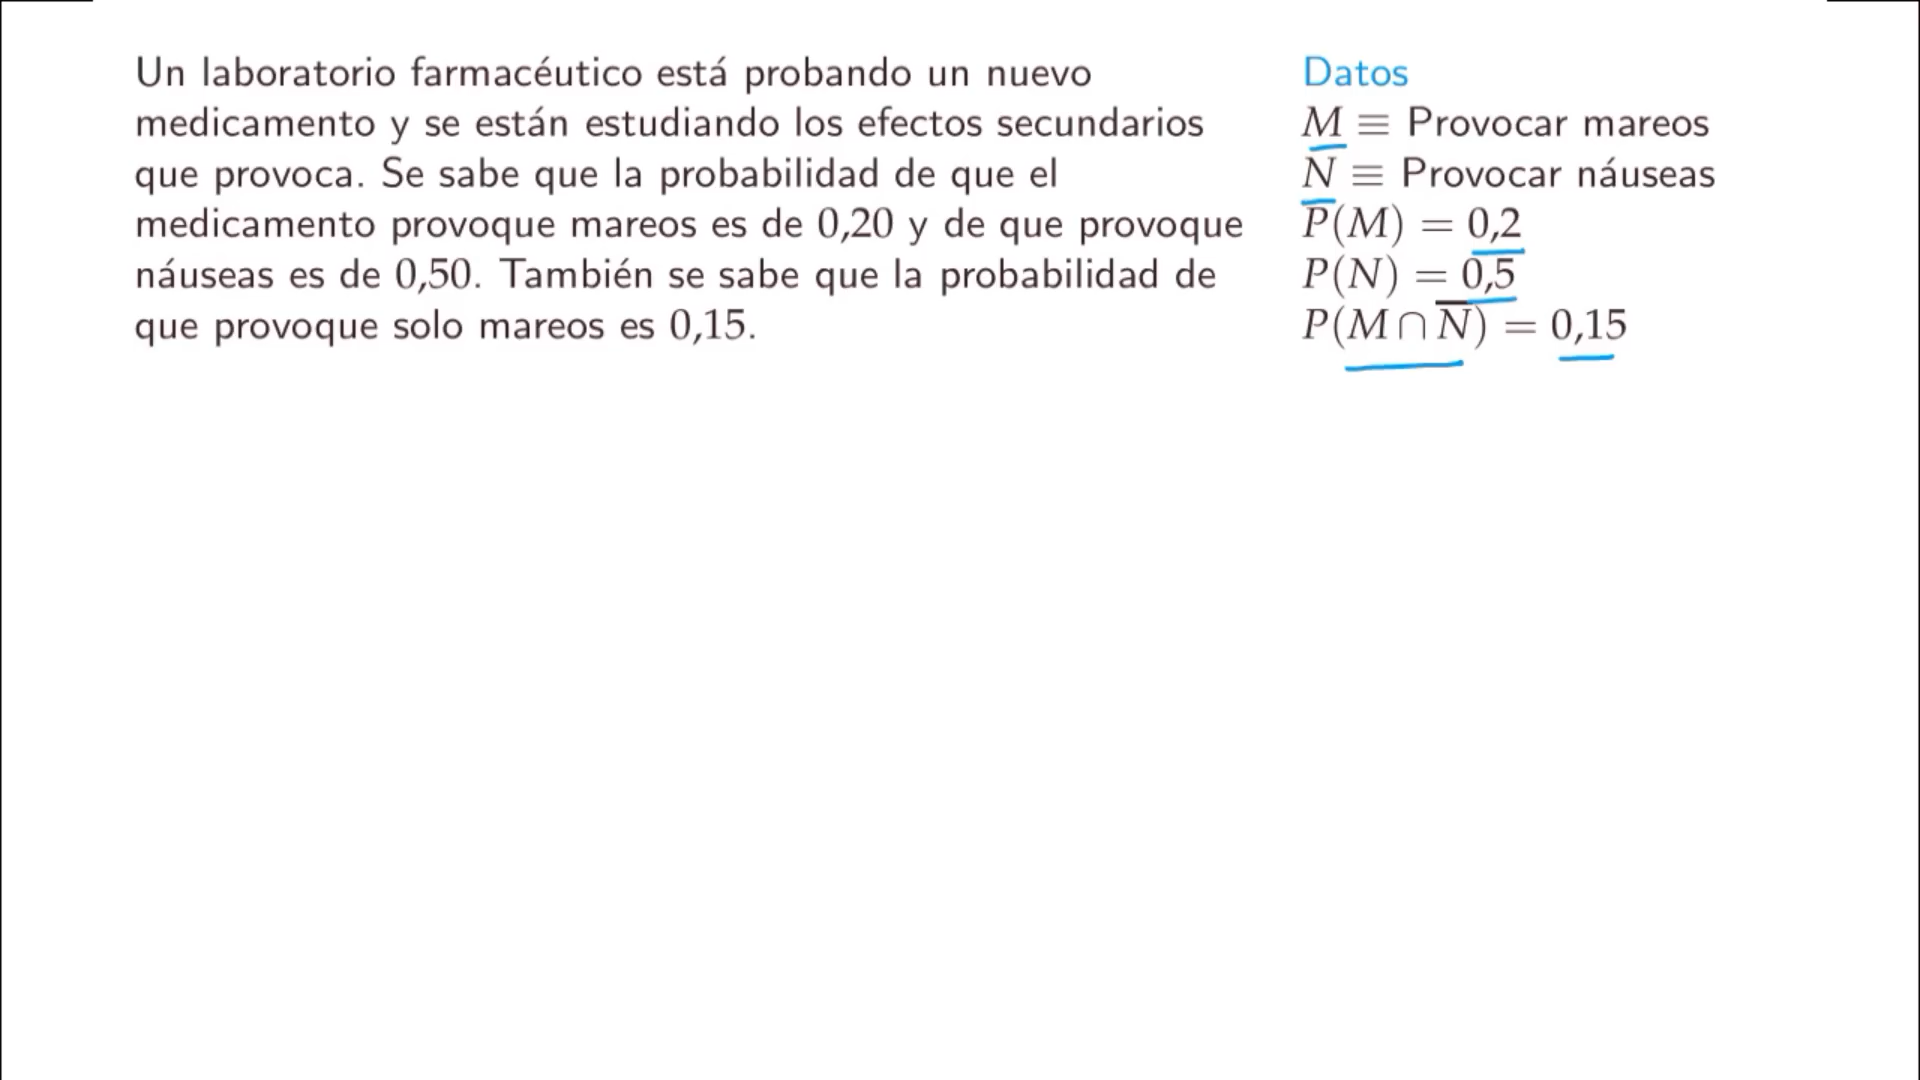 Un laboratorio farmacéutico está probando un nuevo
medicamento y se están estudiando los efectos secundarios
que provoca. Se sabe que la probabilidad de que el
medicamento provoque mareos es de 0,20 y de que provoque
náuseas es de 0,50. También se sabe que la probabilidad de
que provoque solo mareos es 0,15.
Datos
M ≡ Provocar mareos
N ≡ Provocar náuseas
P(M) = 0,2
P(N) = 0,5
P(M ∩ N̅) = 0,15